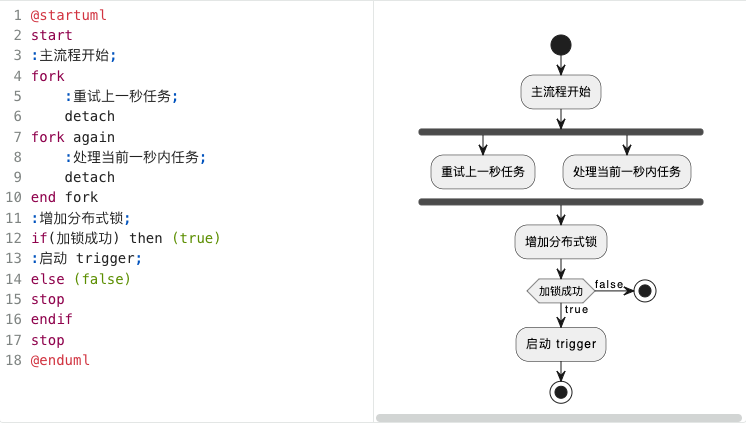 1 @startuml
2 start
3 :主流程开始;
4 fork
5     :重试上一秒任务;
6     detach
7 fork again
8     :处理当前一秒内任务;
9     detach
10 end fork
11 :增加分布式锁;
12 if(加锁成功) then (true)
13 :启动 trigger;
14 else (false)
15 stop
16 endif
17 stop
18 @enduml
主流程开始
重试上一秒任务 处理当前一秒内任务
增加分布式锁
加锁成功 false
true
启动 trigger